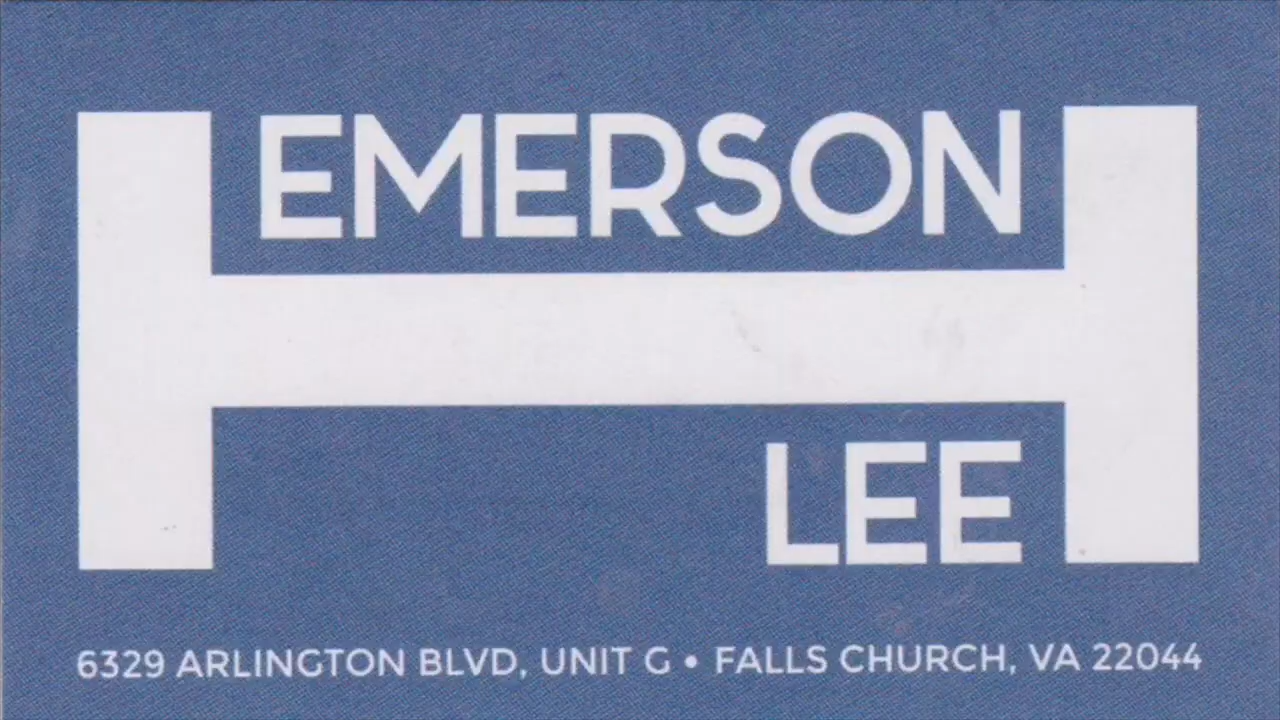 EMERSON
LEE
6329 ARLINGTON BLVD, UNIT G • FALLS CHURCH, VA 22044